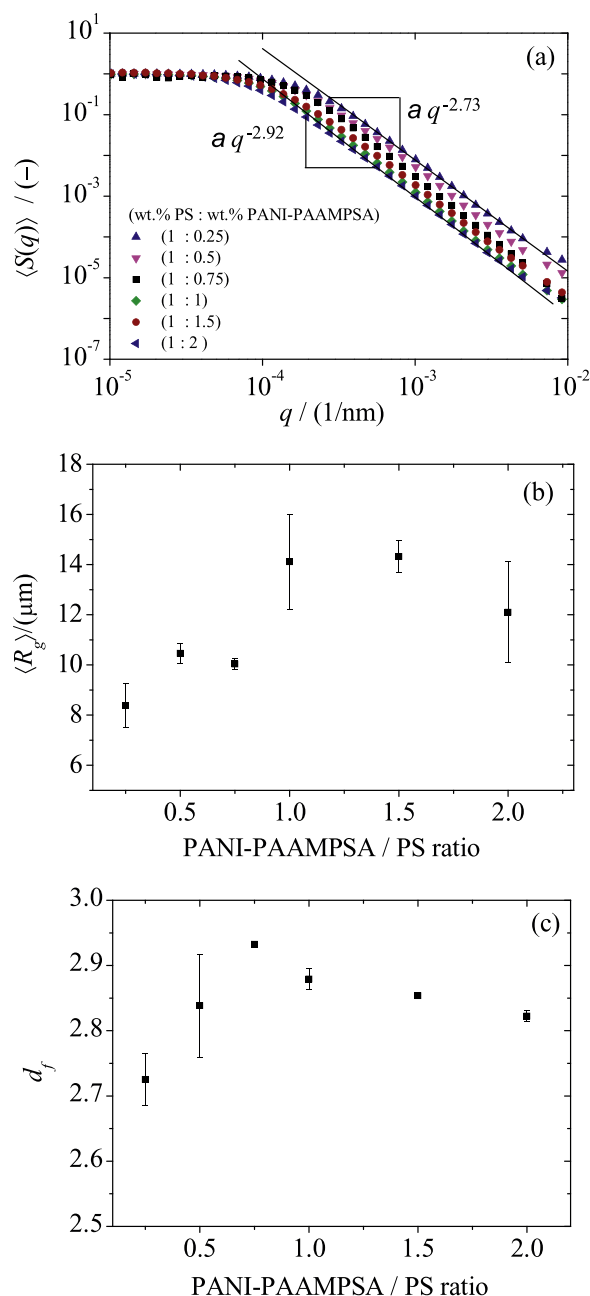 (a)
10^1
10^-1
10^-3
10^-5
10^-7
⟨S(q)⟩ / (−)
a q^-2.73
a q^-2.92
(wt.% PS : wt.% PANI-PAAMPSA)
(1 : 0.25)
(1 : 0.5)
(1 : 0.75)
(1 : 1)
(1 : 1.5)
(1 : 2 )
10^-5 10^-4 10^-3 10^-2
q / (1/nm)
(b)
18
16
14
12
10
8
6
⟨R_g⟩/(μm)
0.5 1.0 1.5 2.0
PANI-PAAMPSA / PS ratio
(c)
3.0
2.9
2.8
2.7
2.6
2.5
d_f
0.5 1.0 1.5 2.0
PANI-PAAMPSA / PS ratio